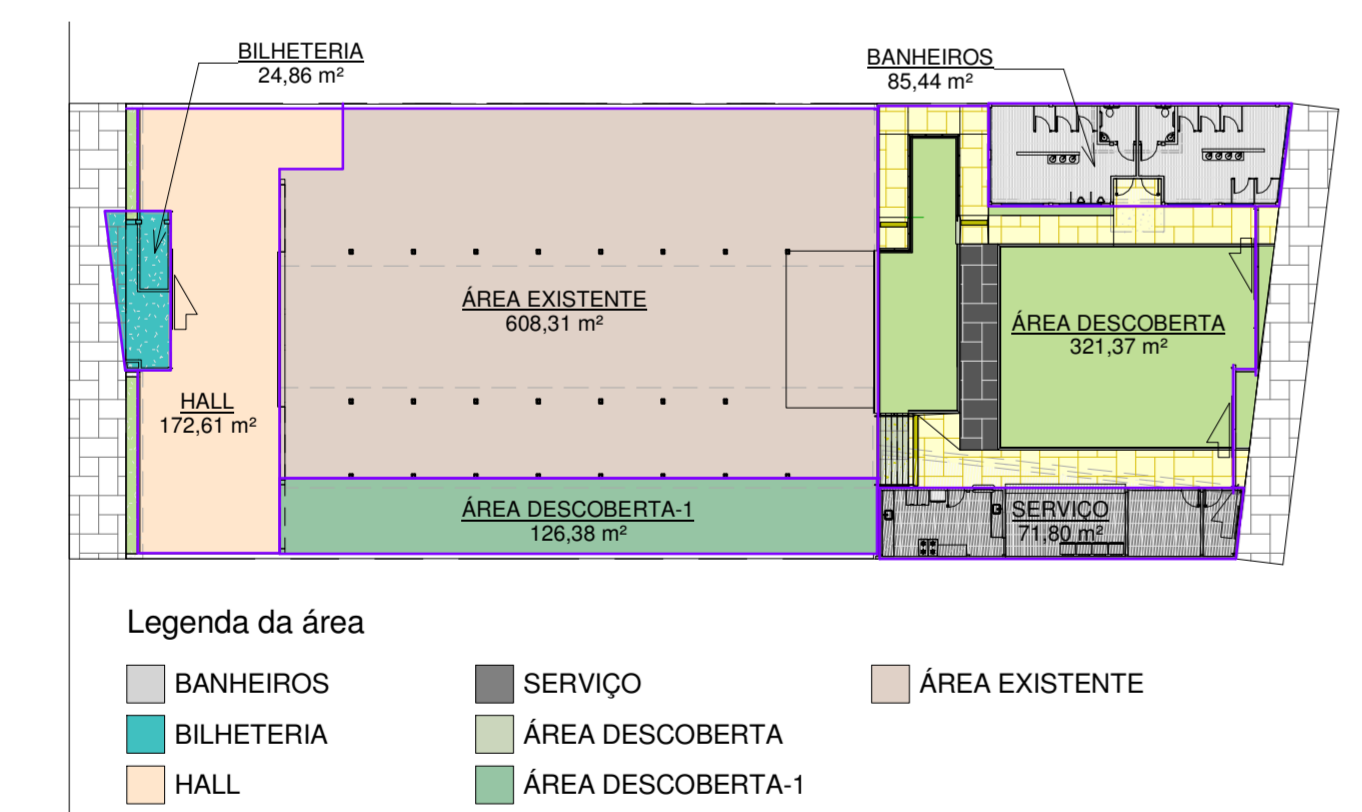 BILHETERIA
24,86 m²
BANHEIROS
85,44 m²
ÁREA EXISTENTE
608,31 m²
ÁREA DESCOBERTA
321,37 m²
HALL
172,61 m²
ÁREA DESCOBERTA-1
126,38 m²
SERVIÇO
71,80 m²
Legenda da área
BANHEIROS
BILHETERIA
HALL
SERVIÇO
ÁREA DESCOBERTA
ÁREA DESCOBERTA-1
ÁREA EXISTENTE